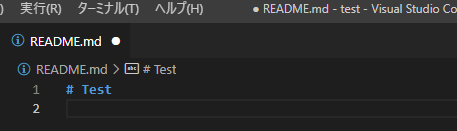 ) 実行(R) ターミナル(T) ヘルプ(H) ● README.md - test - Visual Studio Co
README.md ●
README.md > # Test
1 # Test
2